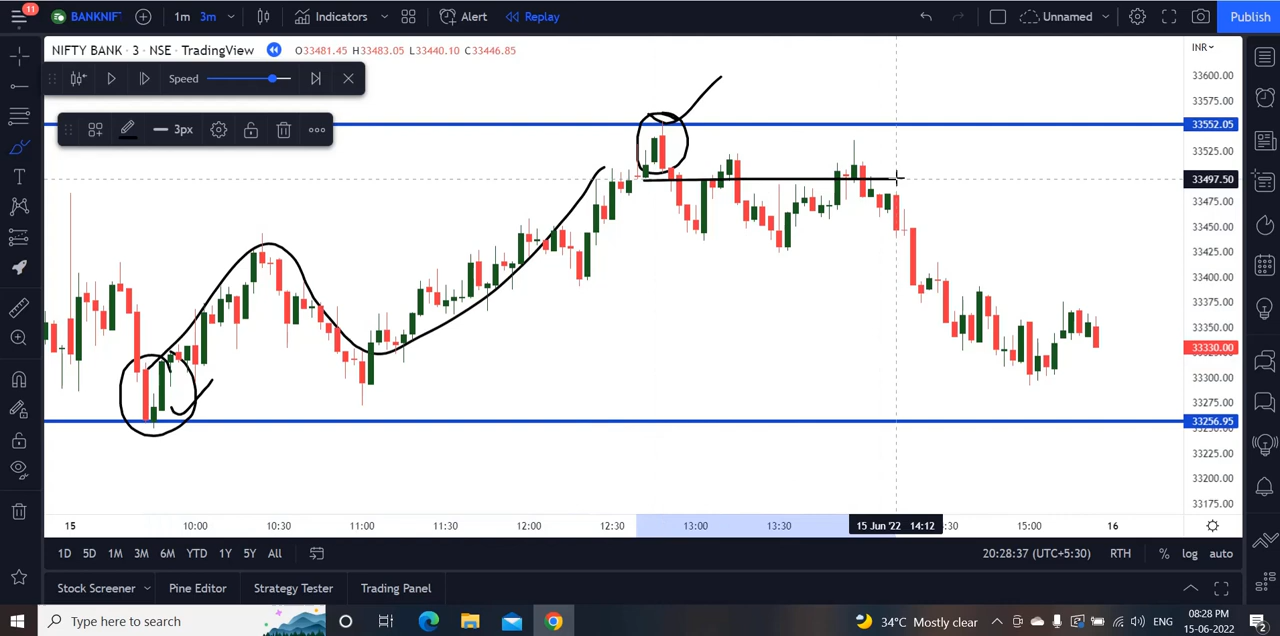 11 BANKNIF 1m 3m Indicators Alert Replay Unnamed Publish
NIFTY BANK · 3 · NSE · TradingView O33481.45 H33483.05 L33440.10 C33446.85 INR
Speed
3px
33600.00
33575.00
33552.05
33525.00
33497.50
33475.00
33450.00
33425.00
33400.00
33375.00
33350.00
33330.00
33300.00
33275.00
33256.95
33225.00
33200.00
33175.00
15 10:00 10:30 11:00 11:30 12:00 12:30 13:00 13:30 15 Jun '22 14:12 :30 15:00 16
1D 5D 1M 3M 6M YTD 1Y 5Y All 20:28:37 (UTC+5:30) RTH % log auto
Stock Screener Pine Editor Strategy Tester Trading Panel
Type here to search 34°C Mostly clear ENG 08:28 PM
15-06-2022